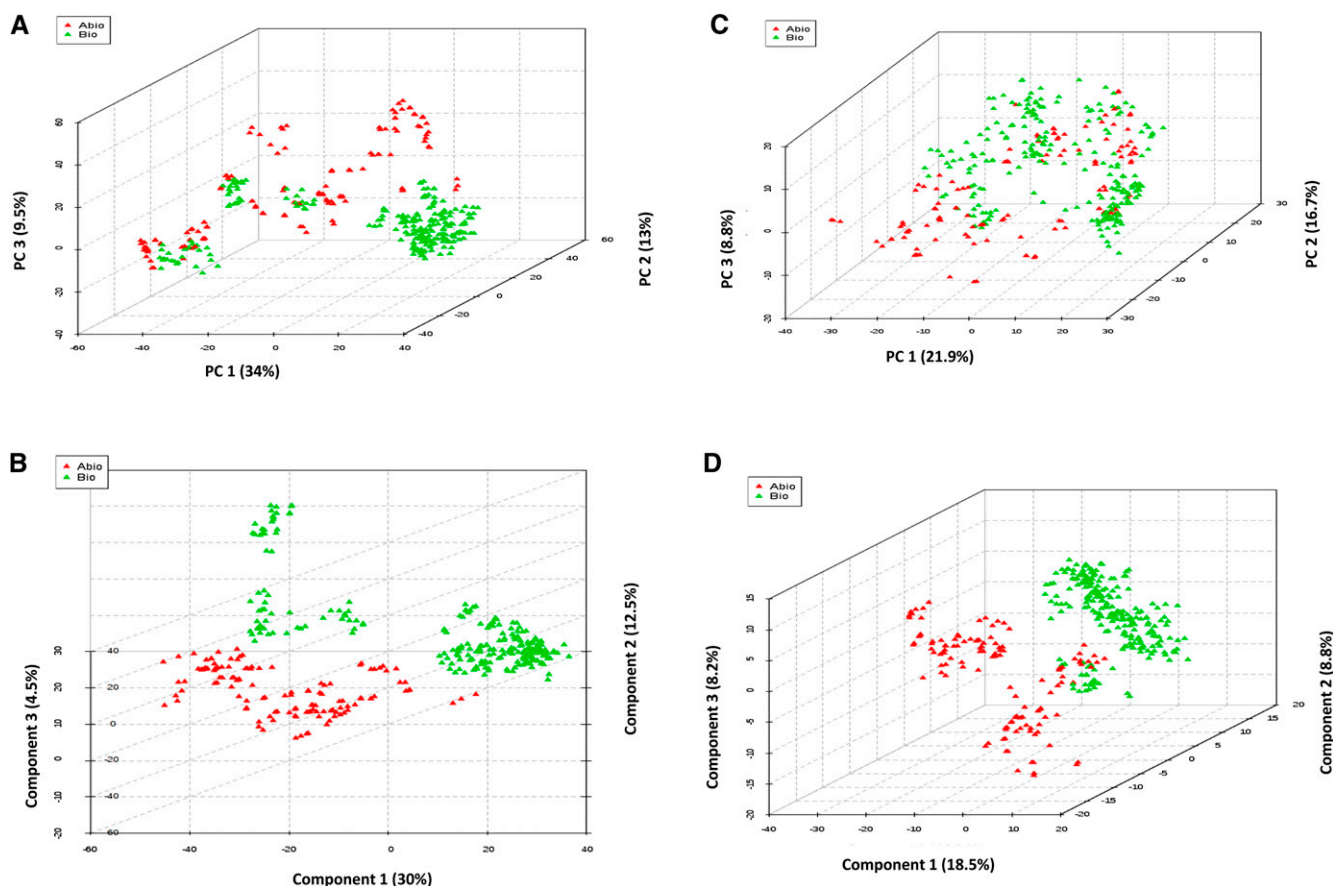 A
Abio
Bio
60
40
20
0
-20
-40
PC 3 (9.5%)
-60 -40 -20 0 20 40
PC 1 (34%)
-40 -20 0 20 40 60
PC 2 (13%)
C
Abio
Bio
20
10
0
-10
-20
PC 3 (8.8%)
-40 -30 -20 -10 0 10 20 30
PC 1 (21.9%)
-30 -20 -10 0 10 20 30
PC 2 (16.7%)
B
Abio
Bio
30
20
10
0
-10
-20
Component 3 (4.5%)
40
20
0
-20
-40
60
-60 -40 -20 0 20 40
Component 1 (30%)
Component 2 (12.5%)
D
Abio
Bio
15
10
5
0
-5
-10
-15
-20
Component 3 (8.2%)
-40 -30 -20 -10 0 10 20
Component 1 (18.5%)
-20 -15 -10 -5 0 5 10 15 20
Component 2 (8.8%)